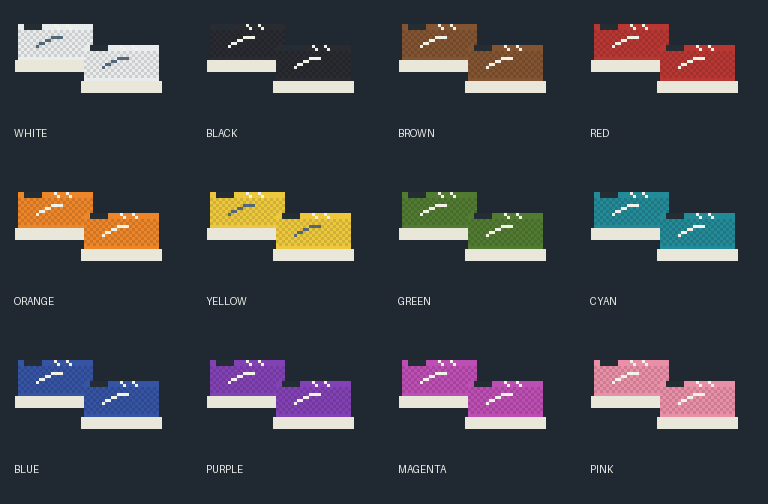 WHITE
BLACK
BROWN
RED
ORANGE
YELLOW
GREEN
CYAN
BLUE
PURPLE
MAGENTA
PINK